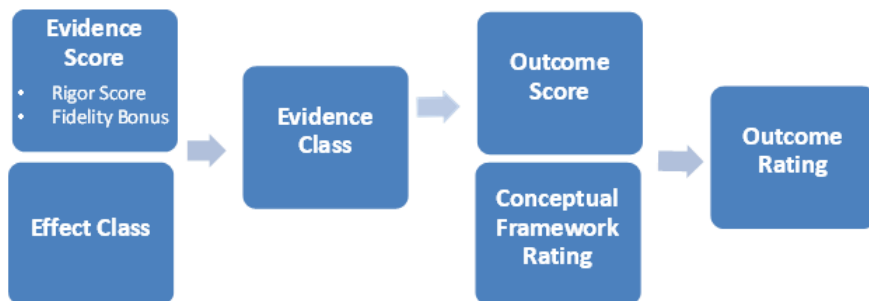 Evidence
Score
• Rigor Score
• Fidelity Bonus
Effect Class
Evidence
Class
Outcome
Score
Conceptual
Framework
Rating
Outcome
Rating